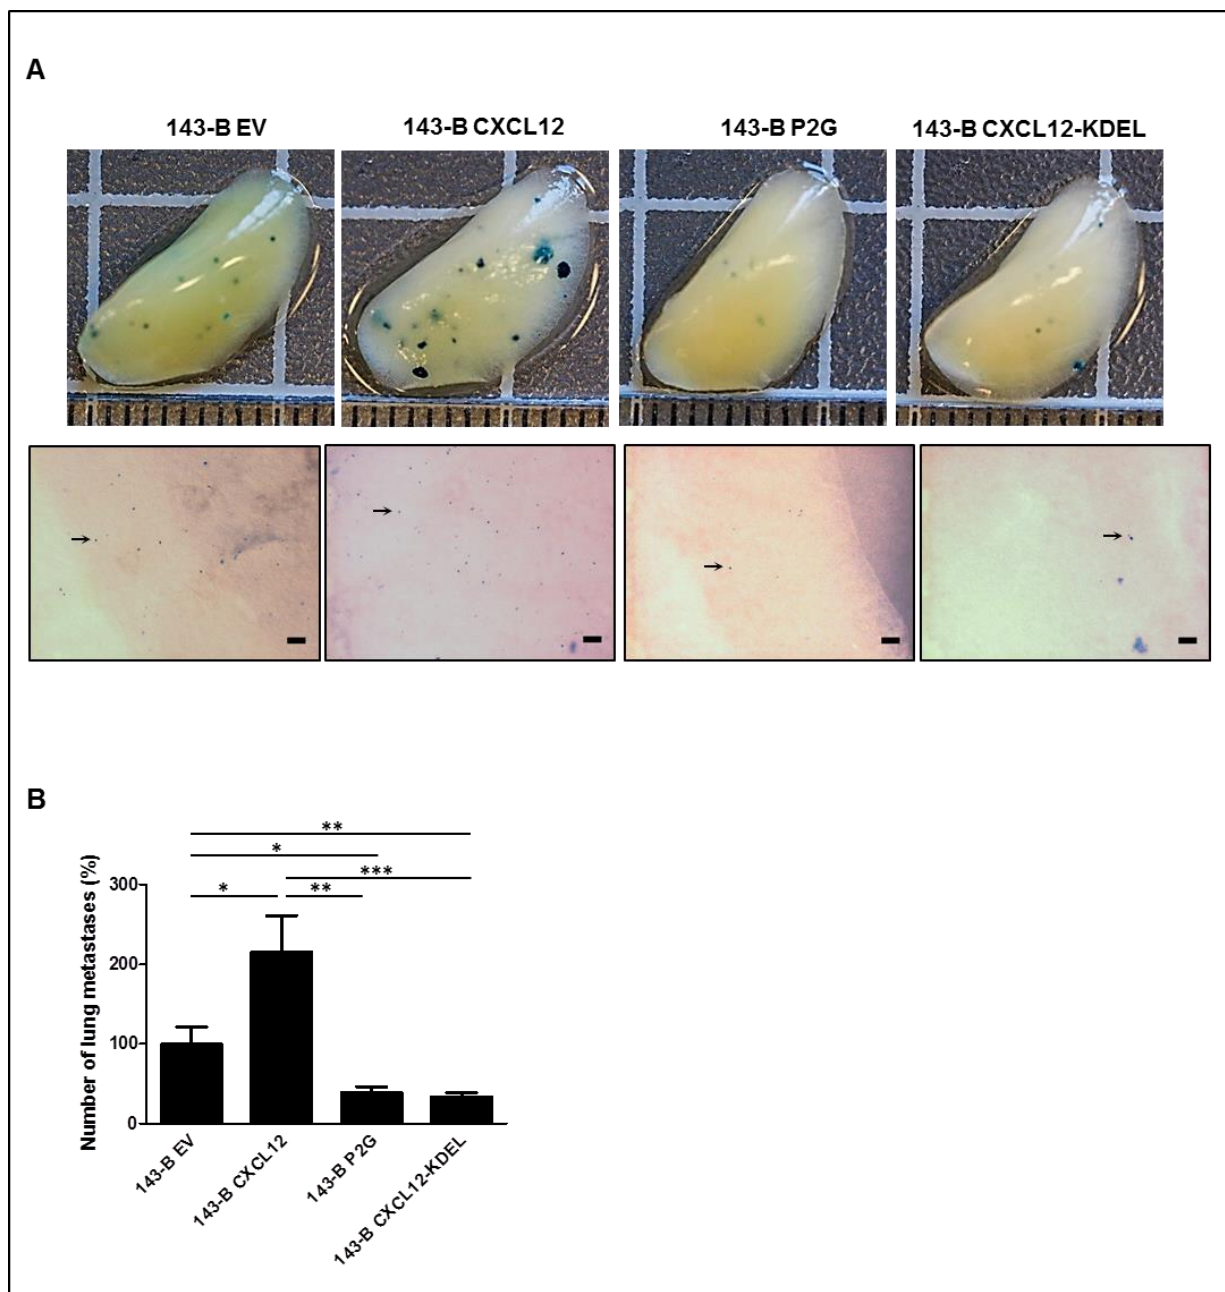 A
143-B EV 143-B CXCL12 143-B P2G 143-B CXCL12-KDEL
B
**
*
***
* **
Number of lung metastases (%)
300
200
100
0
143-B EV
143-B CXCL12
143-B P2G
143-B CXCL12-KDEL